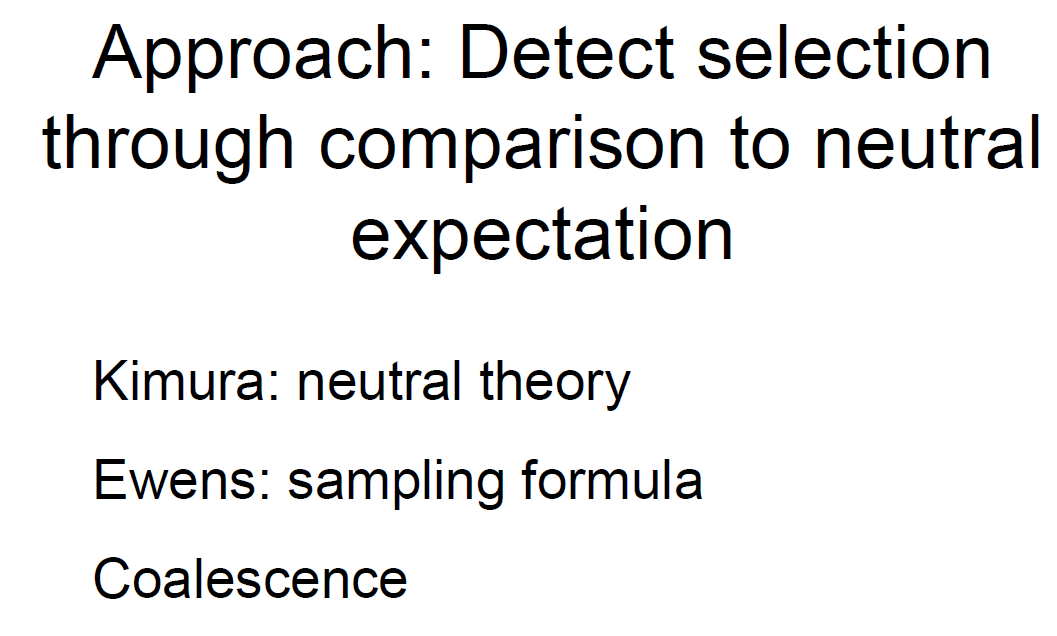 Approach: Detect selection
through comparison to neutral
expectation
Kimura: neutral theory
Ewens: sampling formula
Coalescence